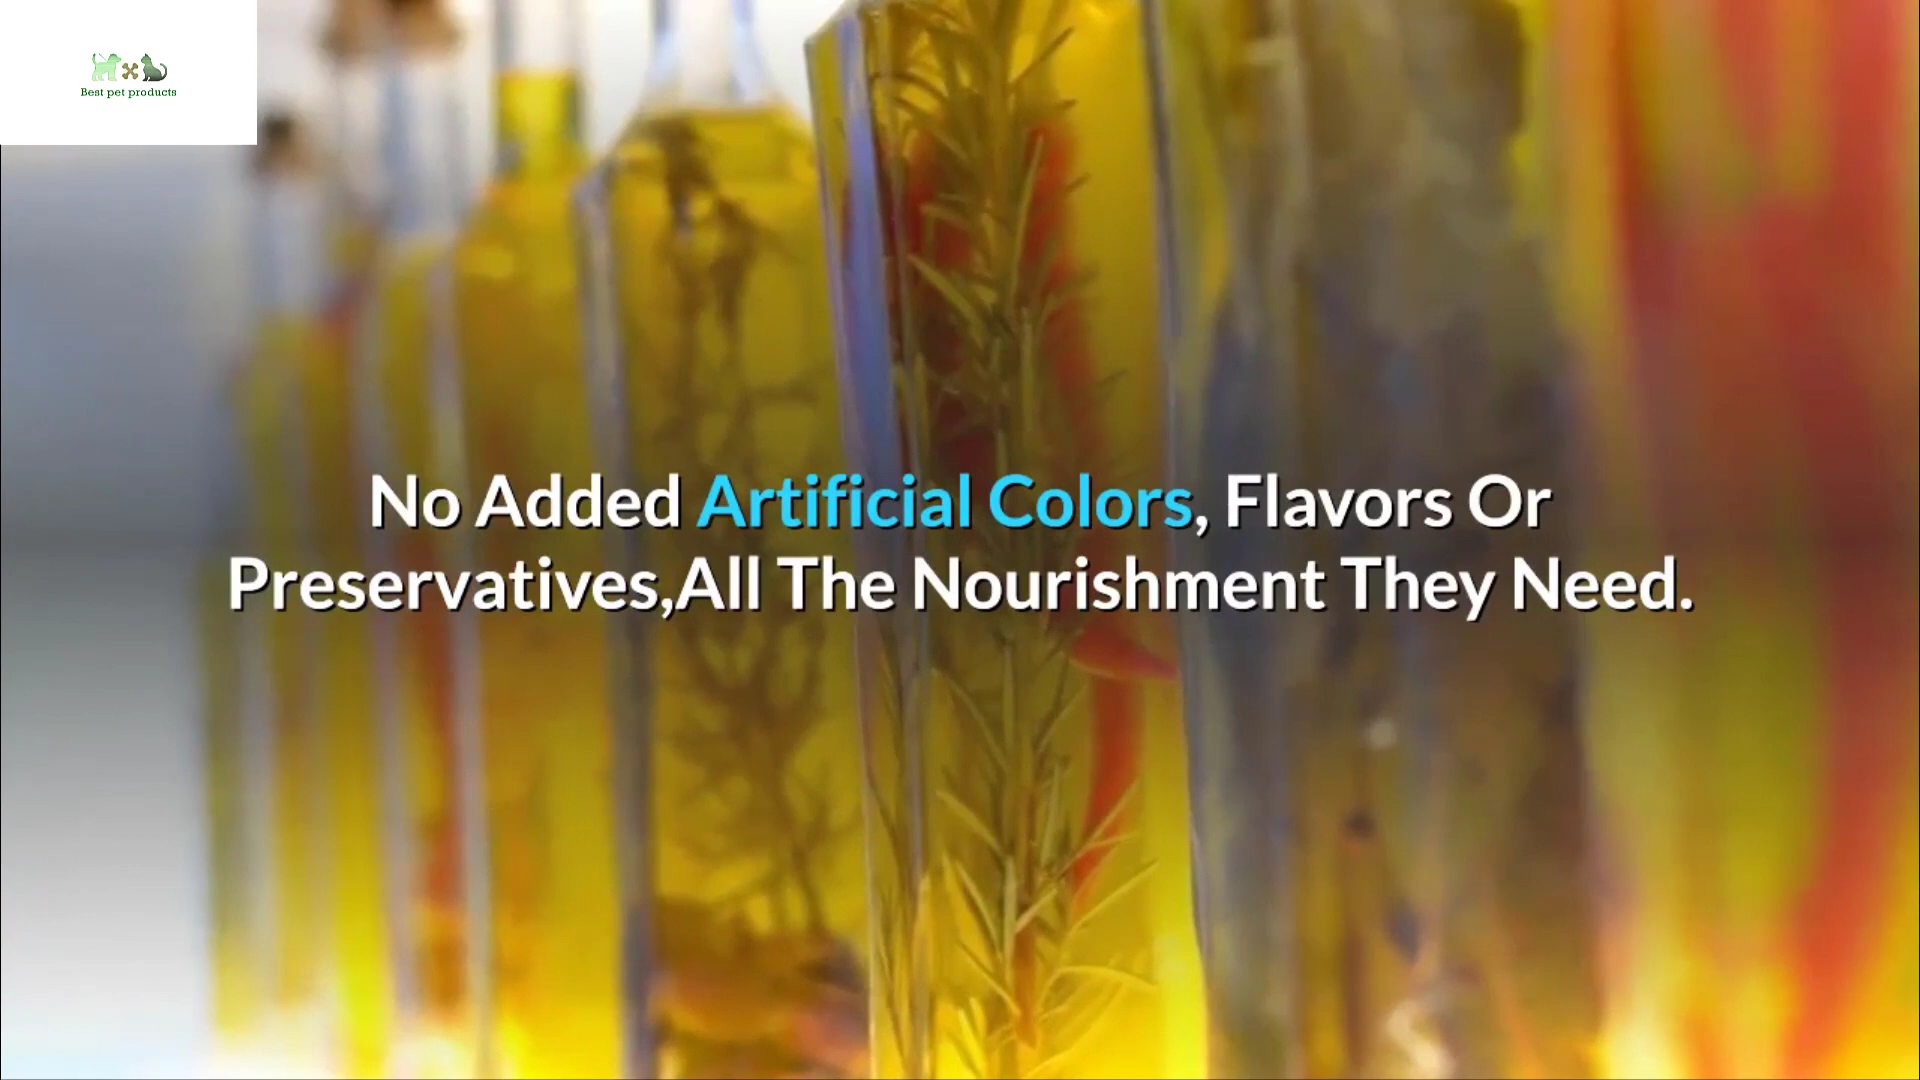 Best pet products
No Added Artificial Colors, Flavors Or
Preservatives,All The Nourishment They Need.